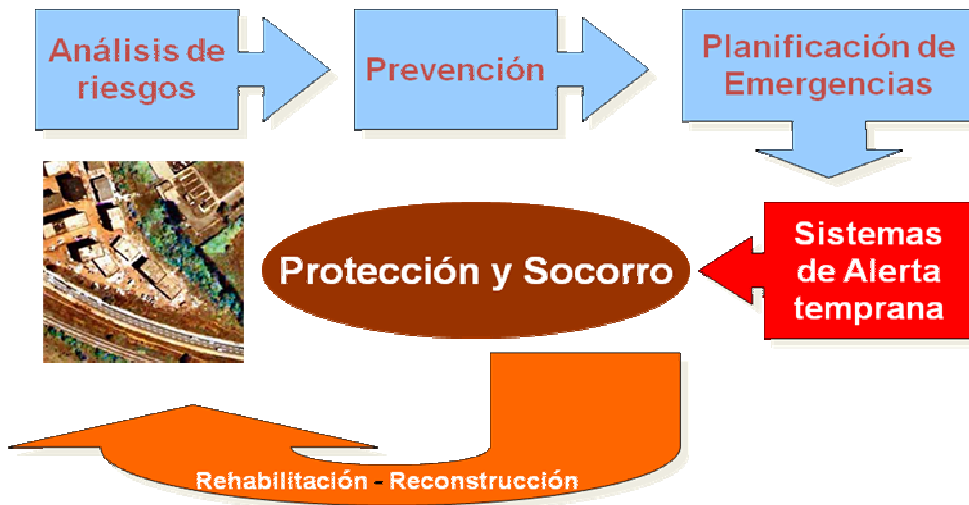 Análisis de
riesgos
Prevención
Planificación de
Emergencias
Sistemas
de Alerta
temprana
Protección y Socorro
Rehabilitación - Reconstrucción